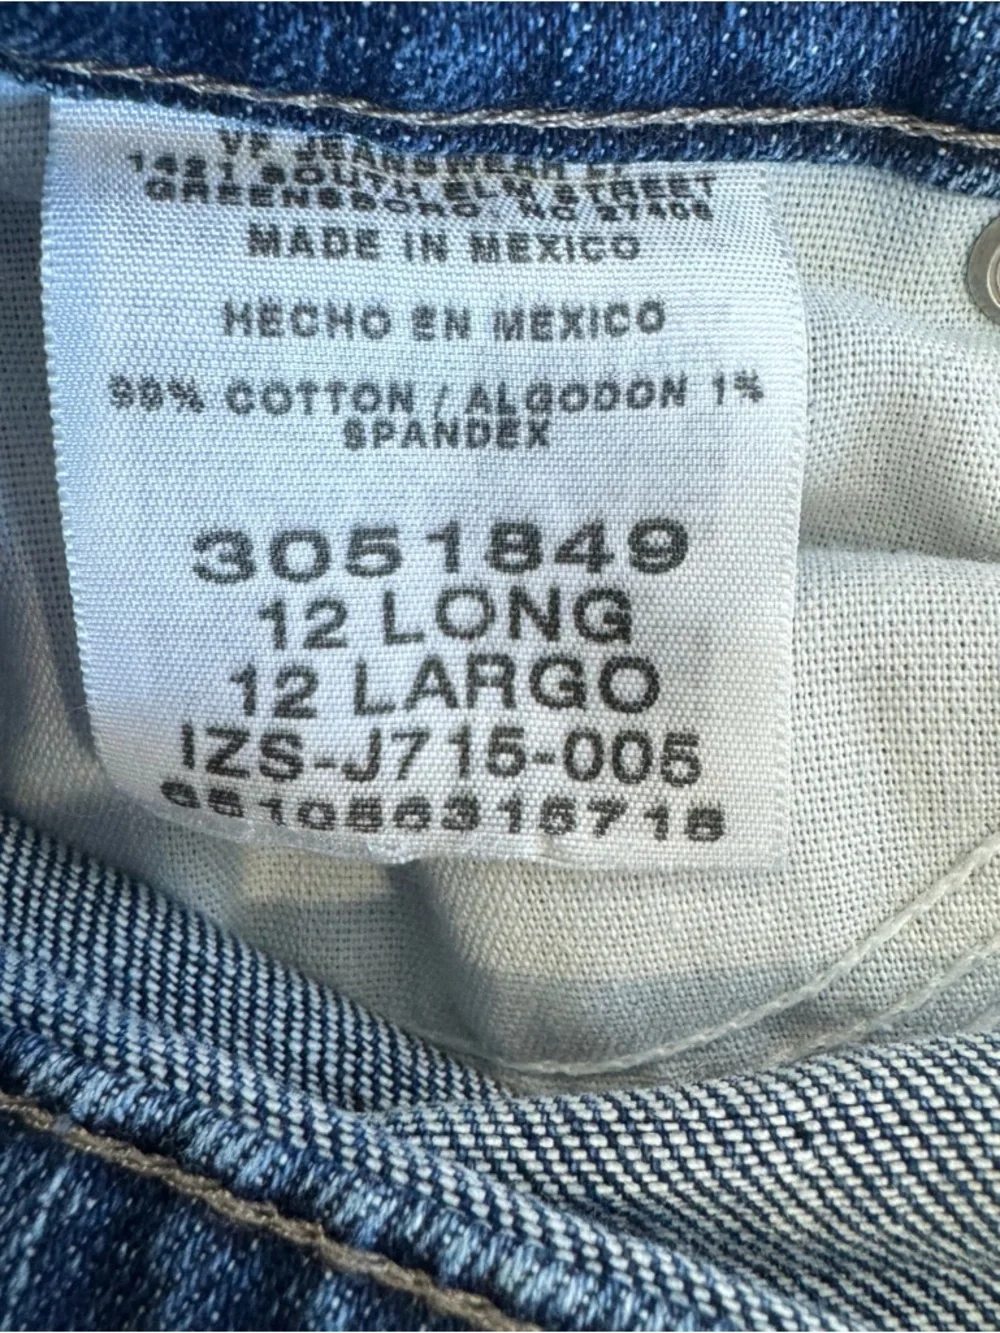 VF JEANSWEAR
1421 SOUTH ELM STREET
GREENSBORO, NC 27406
MADE IN MEXICO
HECHO EN MEXICO
99% COTTON / ALGODON 1%
SPANDEX
3051849
12 LONG
12 LARGO
IZS-J715-005